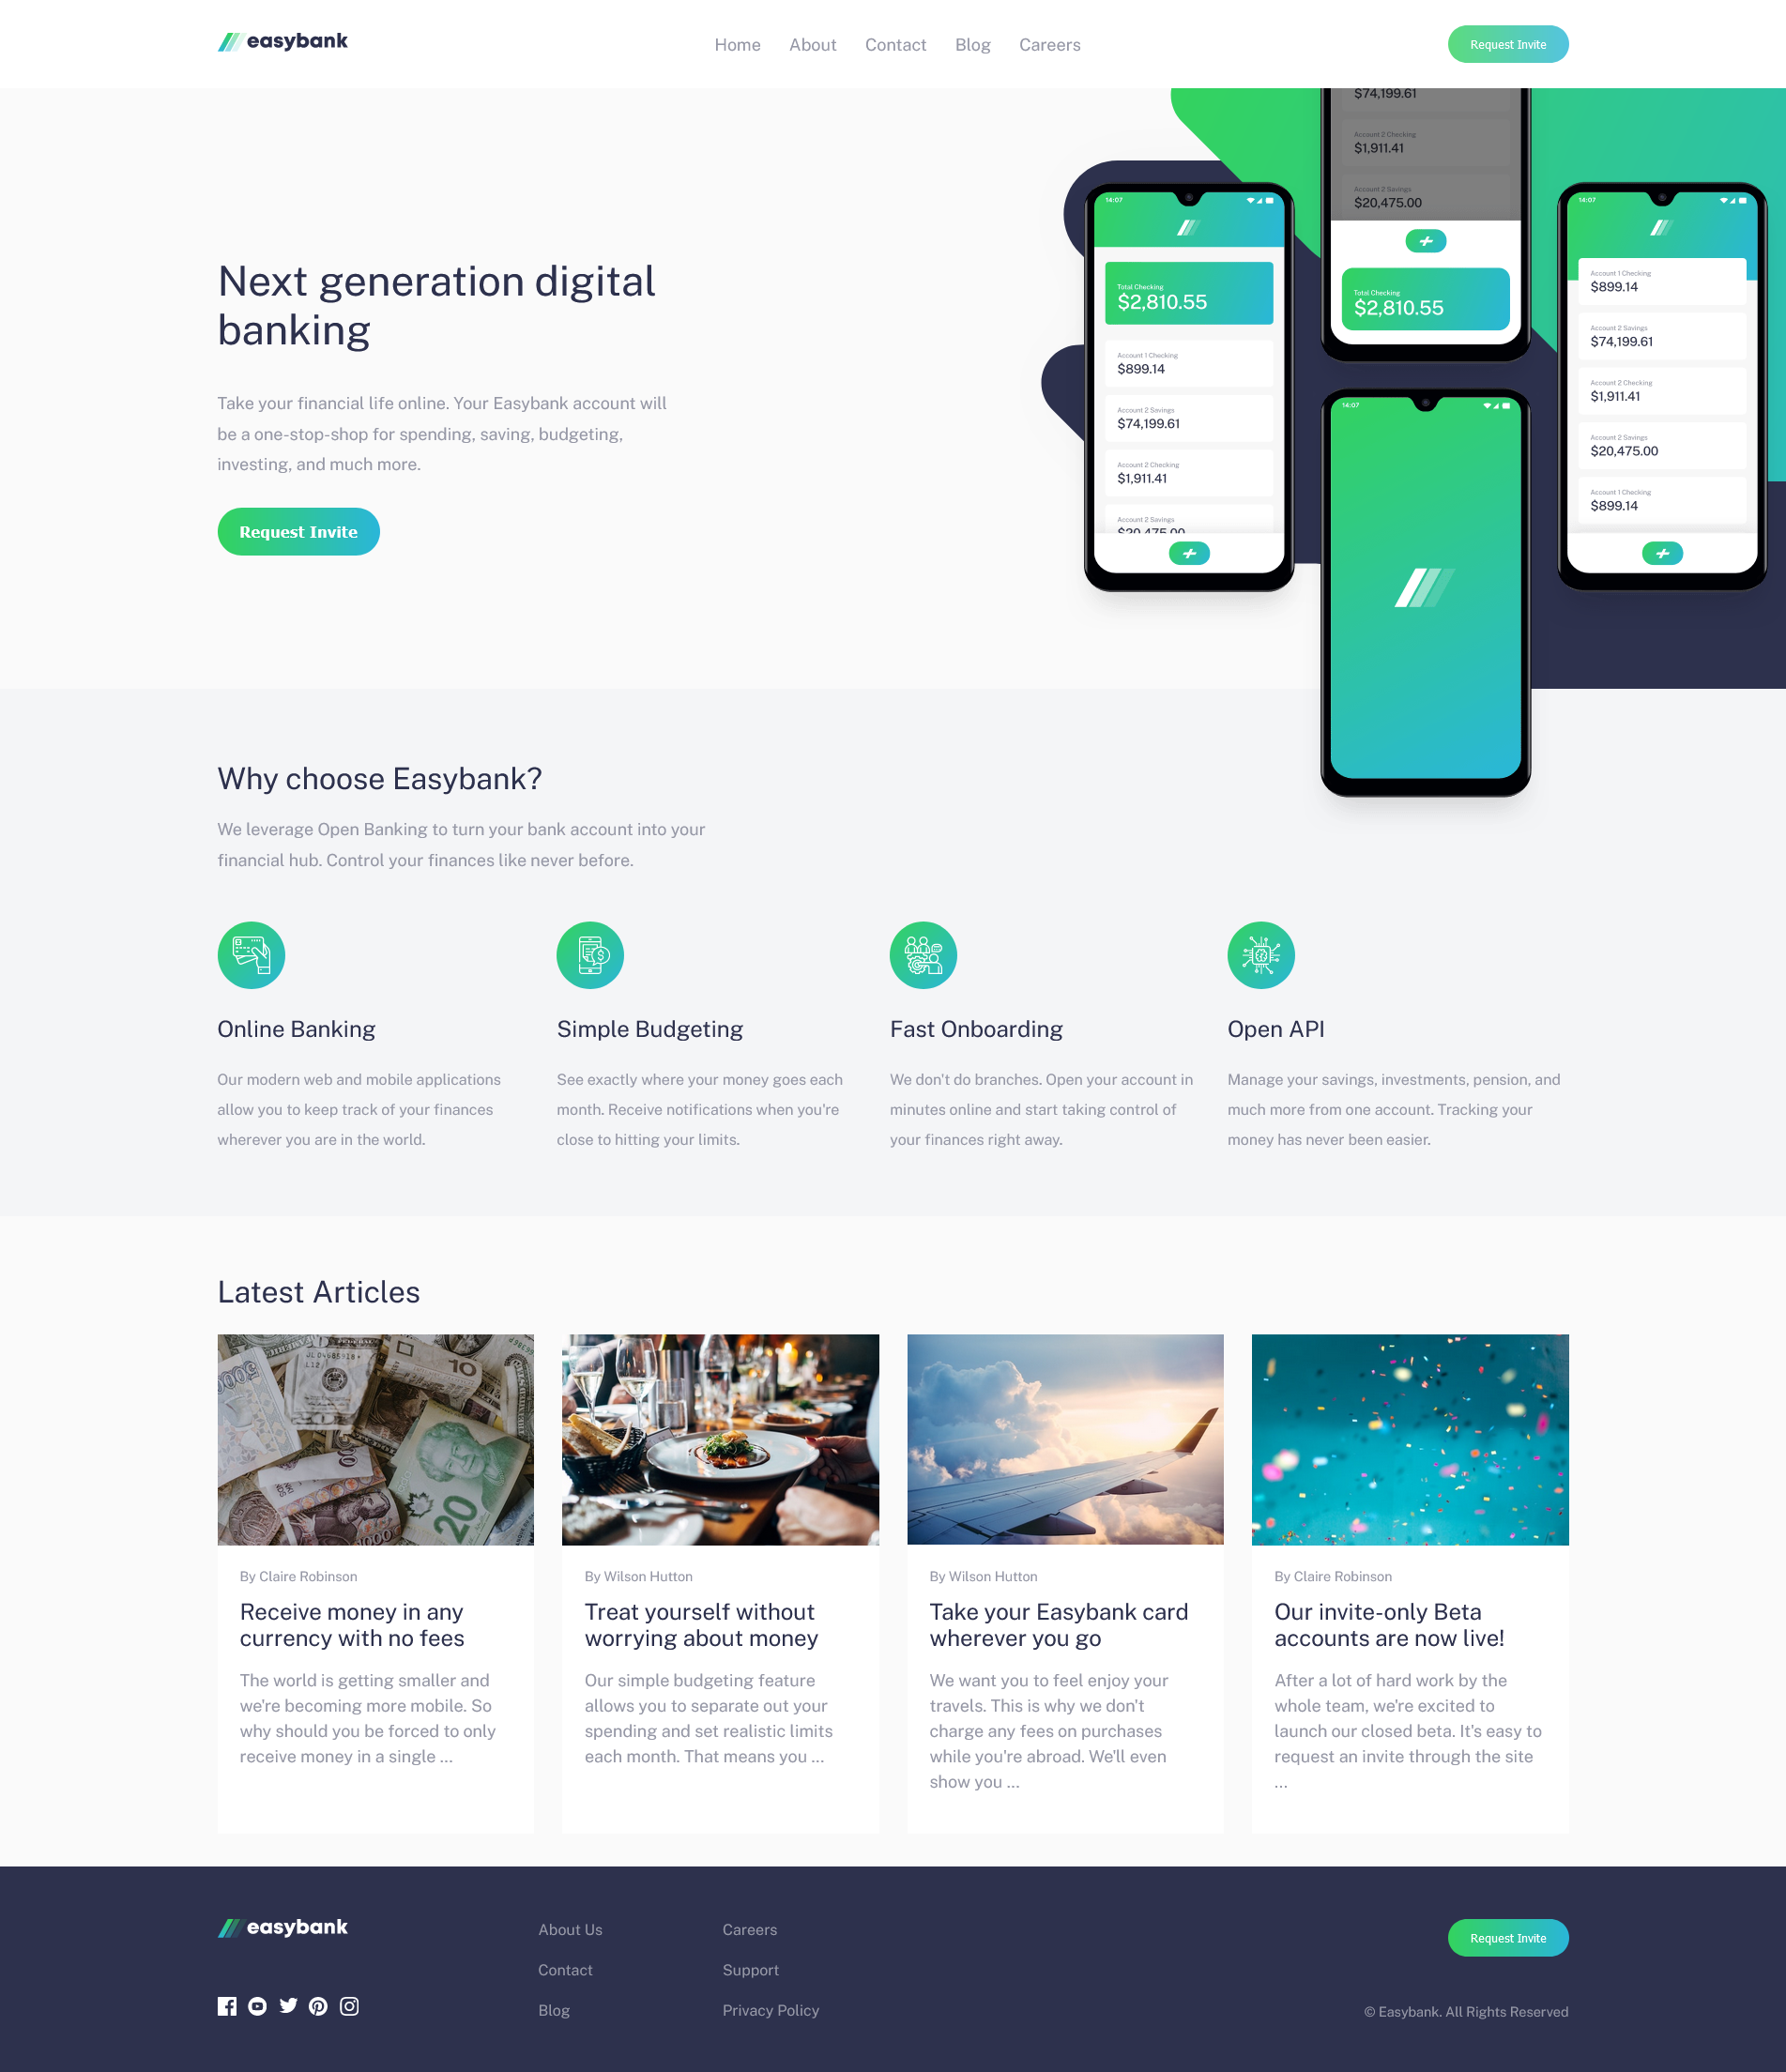 easybank
Home About Contact Blog Careers
Request Invite
Next generation digital
banking
Take your financial life online. Your Easybank account will
be a one-stop-shop for spending, saving, budgeting,
investing, and much more.
Request Invite
14:07
Total Checking
$2,810.55
Account 1 Checking
$899.14
Account 2 Savings
$74,199.61
Account 2 Checking
$1,911.41
Account 2 Savings
$20,475.00
$74,199.61
Account 2 Checking
$1,911.41
Account 2 Savings
$20,475.00
Total Checking
$2,810.55
14:07
14:07
Account 1 Checking
$899.14
Account 2 Savings
$74,199.61
Account 2 Checking
$1,911.41
Account 2 Savings
$20,475.00
Account 1 Checking
$899.14
Why choose Easybank?
We leverage Open Banking to turn your bank account into your
financial hub. Control your finances like never before.
Online Banking
Our modern web and mobile applications
allow you to keep track of your finances
wherever you are in the world.
Simple Budgeting
See exactly where your money goes each
month. Receive notifications when you're
close to hitting your limits.
Fast Onboarding
We don't do branches. Open your account in
minutes online and start taking control of
your finances right away.
Open API
Manage your savings, investments, pension, and
much more from one account. Tracking your
money has never been easier.
Latest Articles
By Claire Robinson
Receive money in any
currency with no fees
The world is getting smaller and
we're becoming more mobile. So
why should you be forced to only
receive money in a single ...
By Wilson Hutton
Treat yourself without
worrying about money
Our simple budgeting feature
allows you to separate out your
spending and set realistic limits
each month. That means you ...
By Wilson Hutton
Take your Easybank card
wherever you go
We want you to feel enjoy your
travels. This is why we don't
charge any fees on purchases
while you're abroad. We'll even
show you ...
By Claire Robinson
Our invite-only Beta
accounts are now live!
After a lot of hard work by the
whole team, we're excited to
launch our closed beta. It's easy to
request an invite through the site
...
easybank
About Us
Contact
Blog
Careers
Support
Privacy Policy
Request Invite
© Easybank. All Rights Reserved